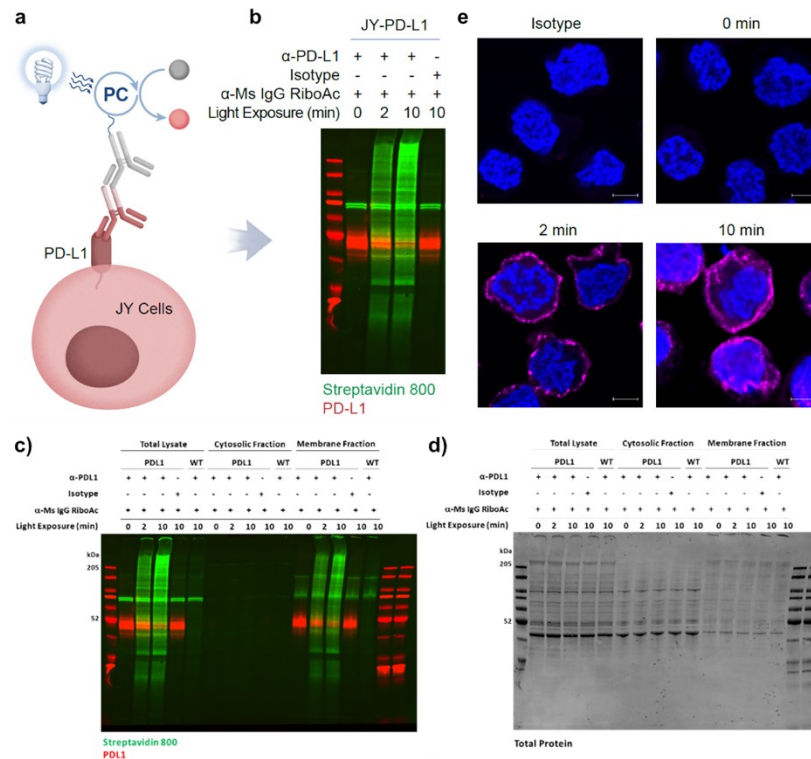 a
PC
PD-L1
JY Cells
b
JY-PD-L1
α-PD-L1 + + + -
Isotype - - - +
α-Ms IgG RiboAc + + + +
Light Exposure (min) 0 2 10 10
Streptavidin 800
PD-L1
e
Isotype
0 min
2 min
10 min
c)
Total Lysate Cytosolic Fraction Membrane Fraction
PDL1 WT PDL1 WT PDL1 WT
α-PDL1 + + + - + + + + - + + + + - +
Isotype - - - + - - - - + - - - - + -
α-Ms IgG RiboAc + + + + + + + + + + + + + + +
Light Exposure (min) 0 2 10 10 10 0 2 10 10 10 0 2 10 10 10
kDa
205
52
Streptavidin 800
PDL1
d)
Total Lysate Cytosolic Fraction Membrane Fraction
PDL1 WT PDL1 WT PDL1 WT
α-PDL1 + + + - + + + + - + + + + - +
Isotype - - - + - - - - + - - - - + -
α-Ms IgG RiboAc + + + + + + + + + + + + + + +
Light Exposure (min) 0 2 10 10 10 0 2 10 10 10 0 2 10 10 10
kDa
205
52
Total Protein